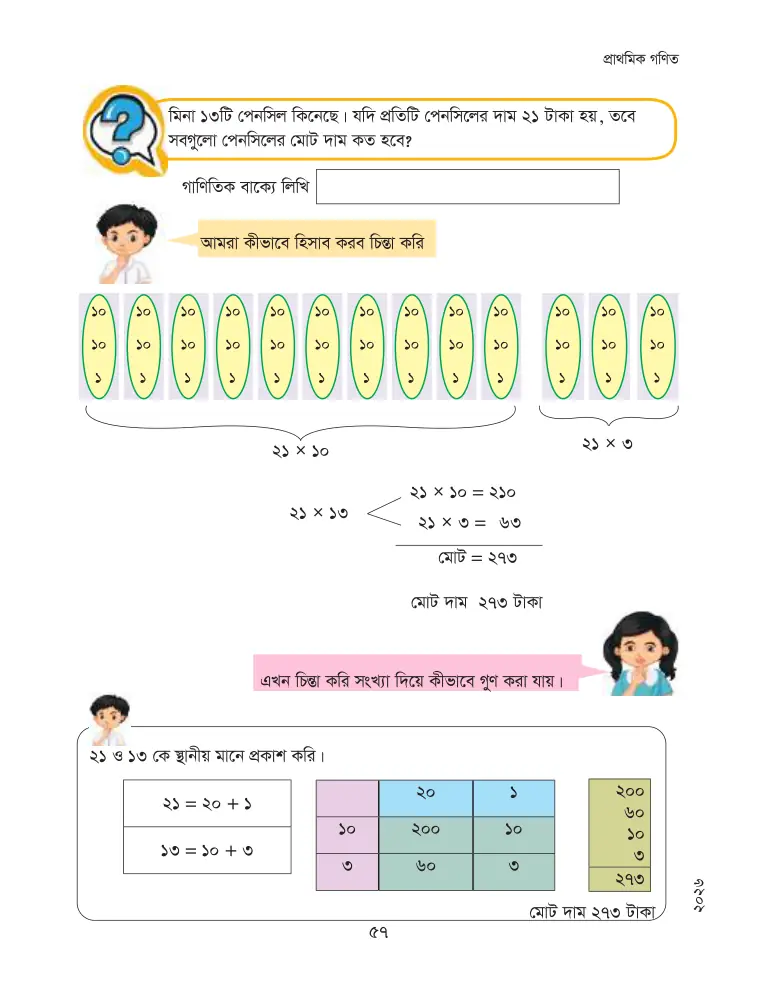 প্রাথমিক গণিত
মিনা ১৩টি পেনসিল কিনেছে। যদি প্রতিটি পেনসিলের দাম ২১ টাকা হয়, তবে
সবগুলো পেনসিলের মোট দাম কত হবে?
গাণিতিক বাক্যে লিখি
আমরা কীভাবে হিসাব করব চিন্তা করি
১০ ১০ ১০ ১০ ১০ ১০ ১০ ১০ ১০ ১০ ১০ ১০ ১০
১০ ১০ ১০ ১০ ১০ ১০ ১০ ১০ ১০ ১০ ১০ ১০ ১০
১ ১ ১ ১ ১ ১ ১ ১ ১ ১ ১ ১ ১
২১ × ১০ ২১ × ৩
২১ × ১০ = ২১০
২১ × ১৩
২১ × ৩ = ৬৩
মোট = ২৭৩
মোট দাম ২৭৩ টাকা
এখন চিন্তা করি সংখ্যা দিয়ে কীভাবে গুণ করা যায়।
২১ ও ১৩ কে স্থানীয় মানে প্রকাশ করি।
২১ = ২০ + ১
১৩ = ১০ + ৩
২০ ১
১০ ২০০ ১০
৩ ৬০ ৩
২০০
৬০
১০
৩
২৭৩
মোট দাম ২৭৩ টাকা
৫৭
২০২৬